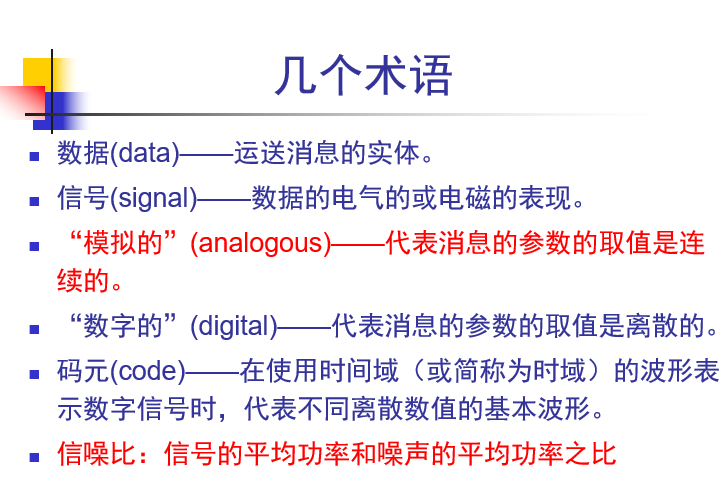 几个术语
数据(data)——运送消息的实体。
信号(signal)——数据的电气的或电磁的表现。
“模拟的”(analogous)——代表消息的参数的取值是连
续的。
“数字的”(digital)——代表消息的参数的取值是离散的。
码元(code)——在使用时间域（或简称为时域）的波形表
示数字信号时，代表不同离散数值的基本波形。
信噪比：信号的平均功率和噪声的平均功率之比